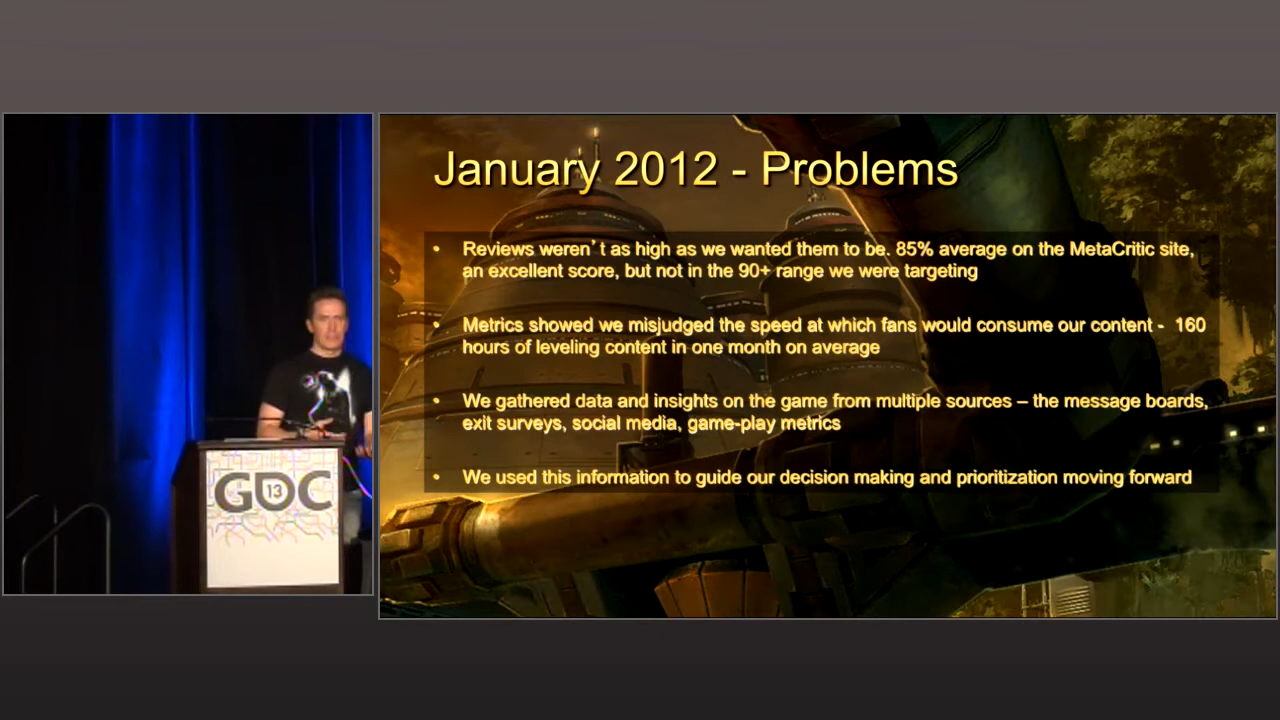 January 2012 - Problems
• Reviews weren’t as high as we wanted them to be. 85% average on the MetaCritic site,
an excellent score, but not in the 90+ range we were targeting
• Metrics showed we misjudged the speed at which fans would consume our content - 160
hours of leveling content in one month on average
• We gathered data and insights on the game from multiple sources – the message boards,
exit surveys, social media, game-play metrics
• We used this information to guide our decision making and prioritization moving forward
GDC
13